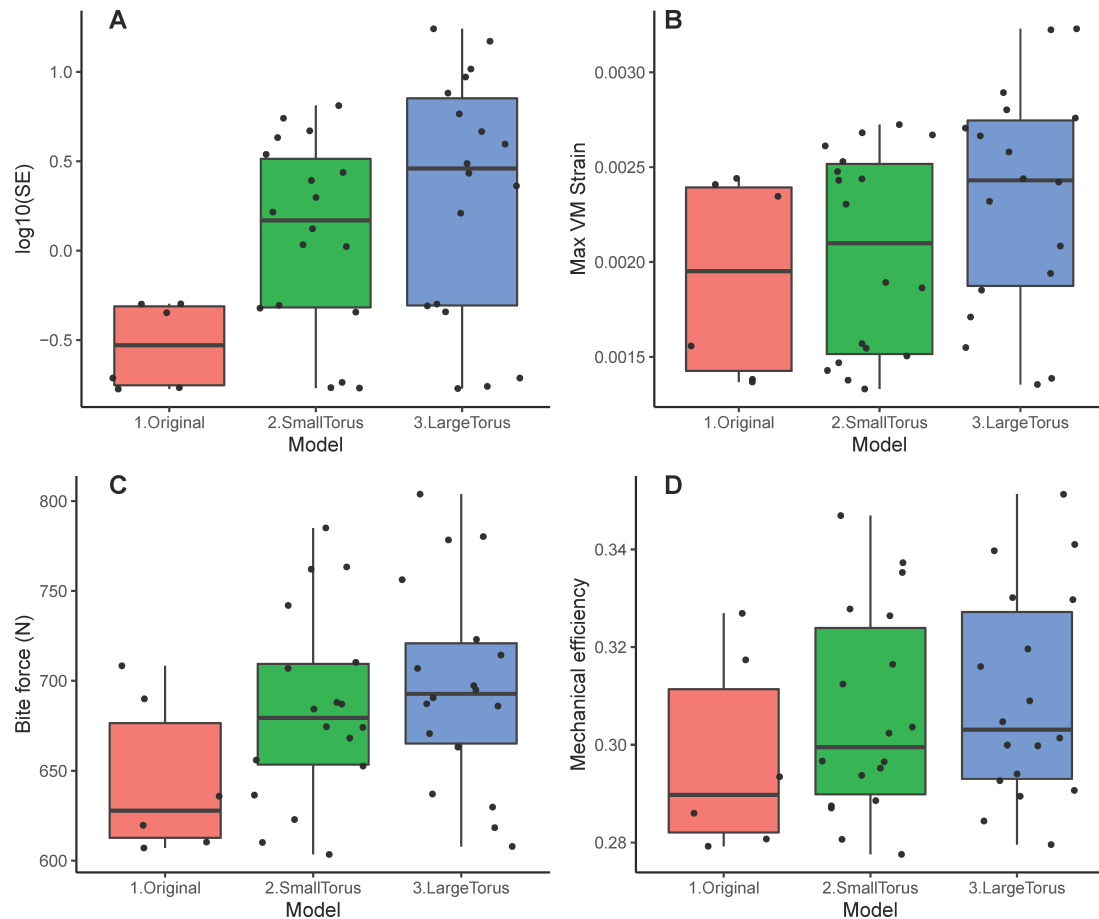 A
log10(SE)
1.0
0.5
0.0
−0.5
1.Original 2.SmallTorus 3.LargeTorus
Model
B
Max VM Strain
0.0030
0.0025
0.0020
0.0015
1.Original 2.SmallTorus 3.LargeTorus
Model
C
Bite force (N)
800
750
700
650
600
1.Original 2.SmallTorus 3.LargeTorus
Model
D
Mechanical efficiency
0.34
0.32
0.30
0.28
1.Original 2.SmallTorus 3.LargeTorus
Model